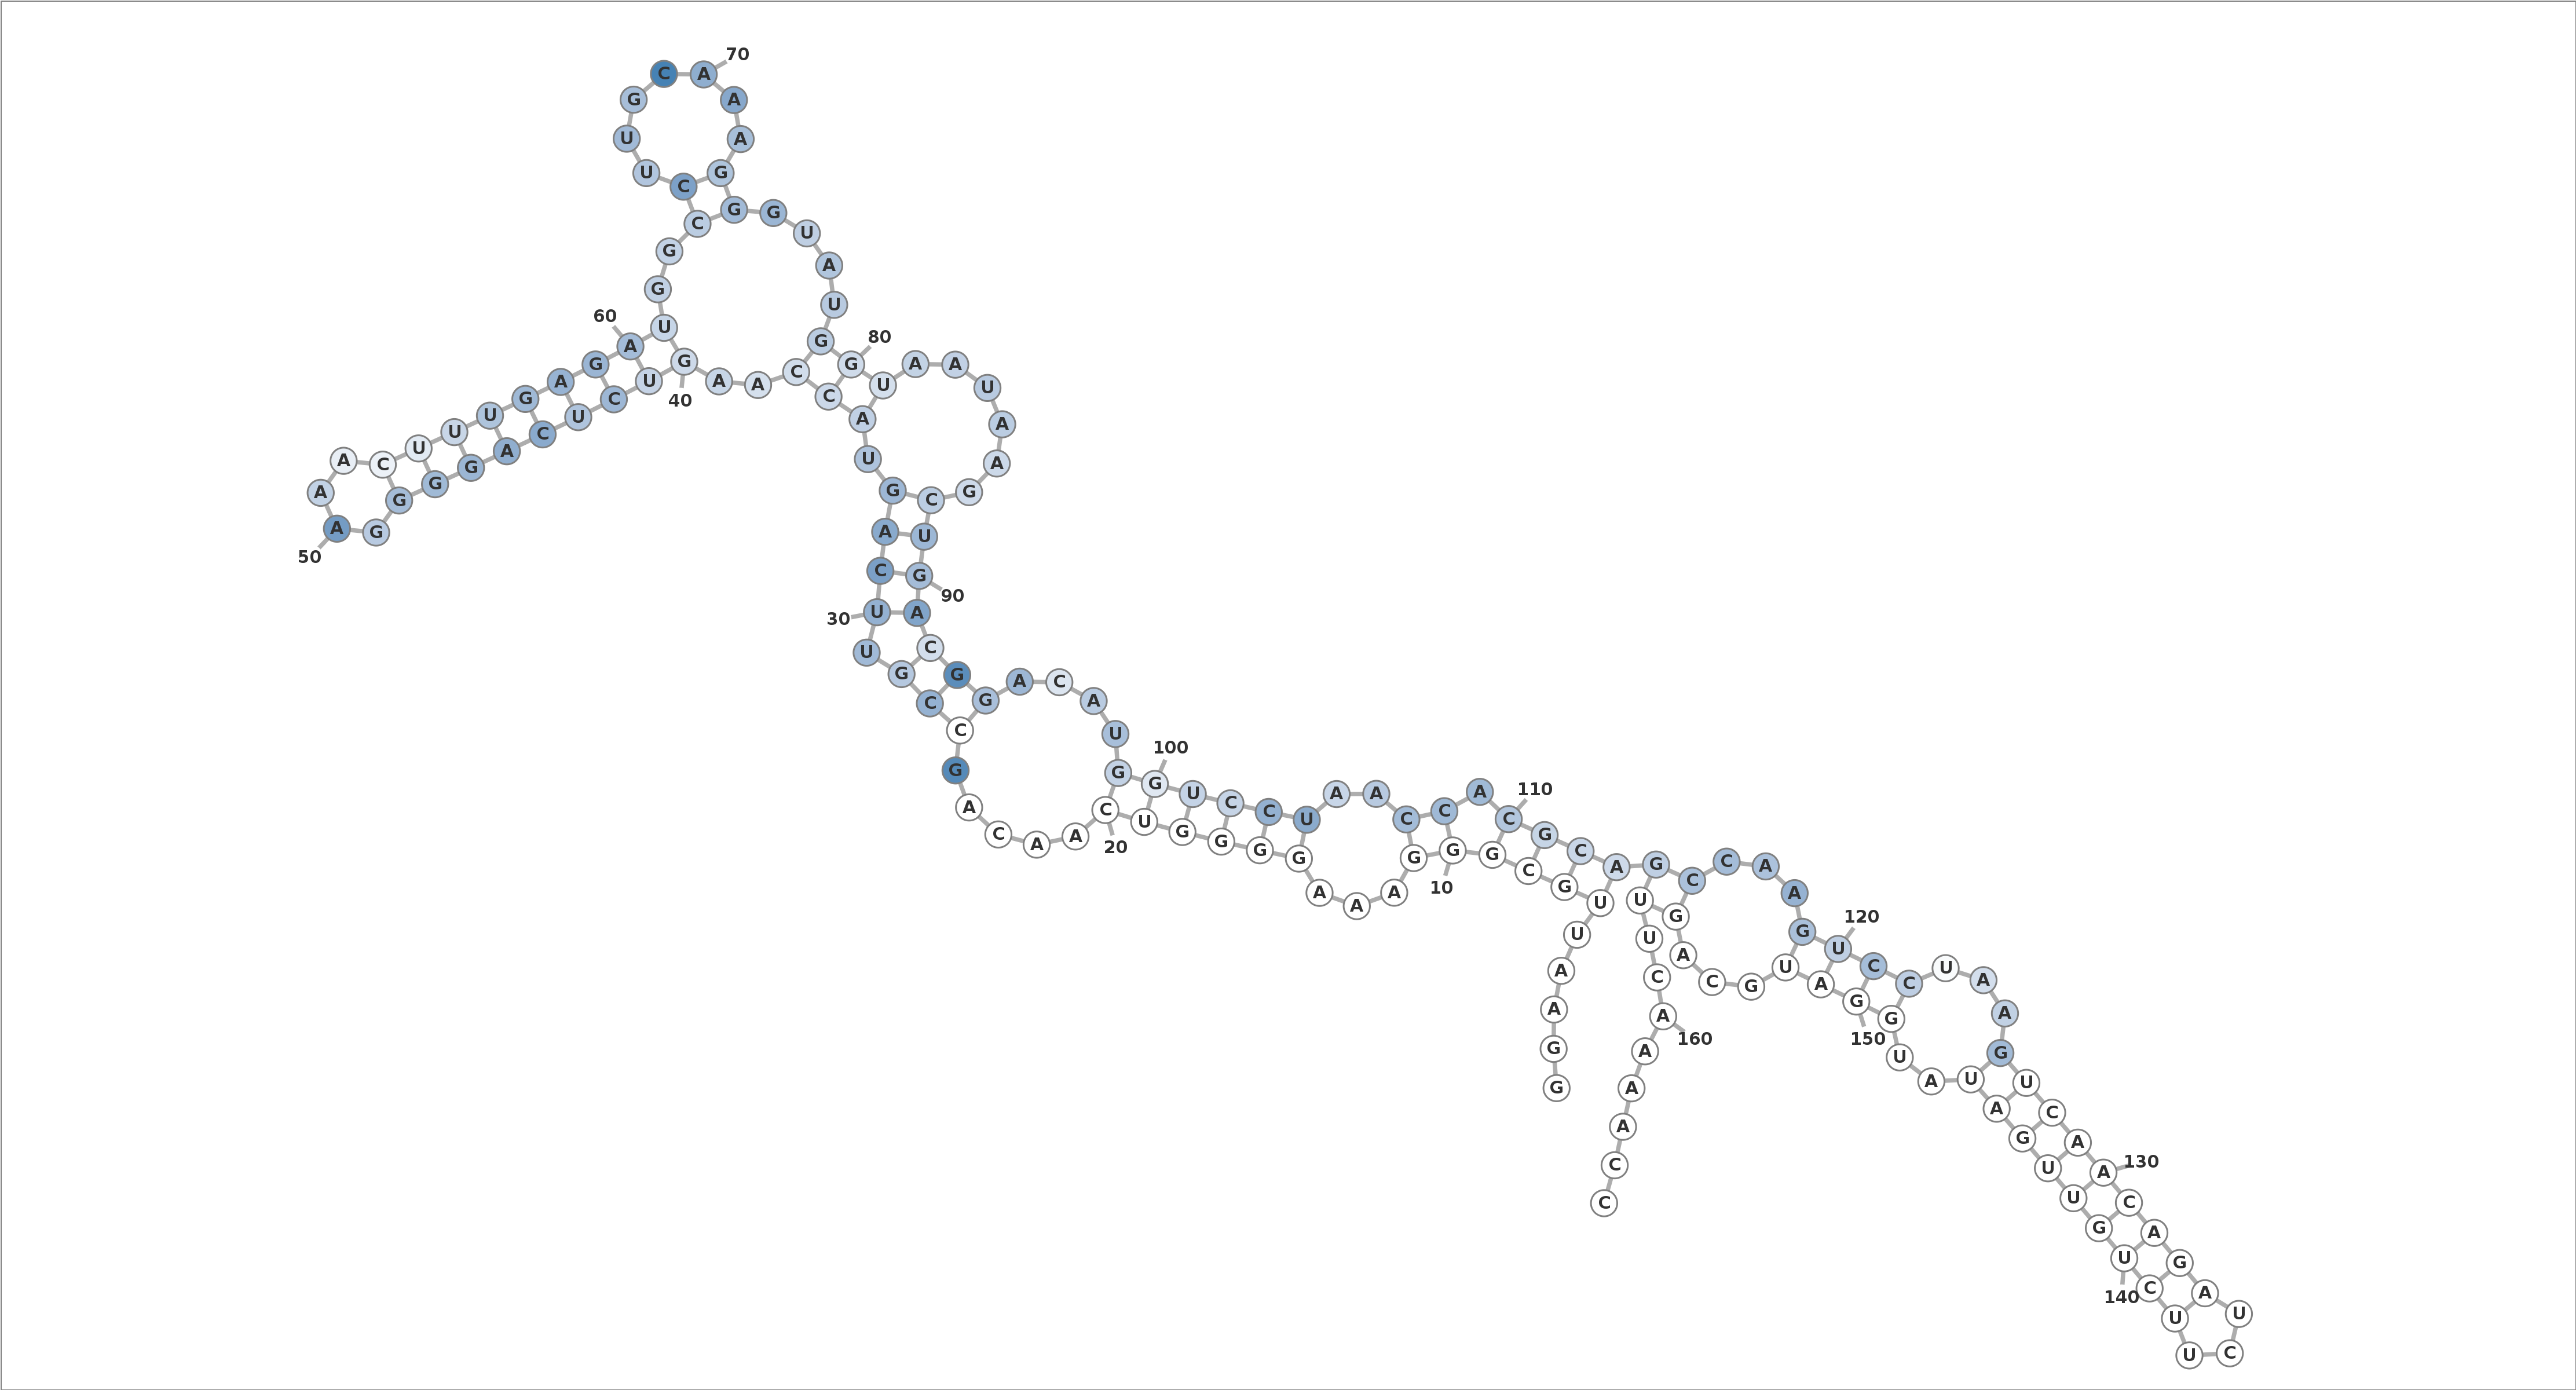 G G A A U U G C G G
10
G A A A G G G G U C
20
A A C A G C C G U U
30
C A G U A C C A A G
40
U C U C A G G G G A
50
A A C U U U G A G A
60
U G G C C U U G C A
70
A A G G G U A U G G
80
U A A U A A G C U G
90
A C G G A C A U G G
100
U C C U A A C C A C
110
G C A G C C A A G U
120
C C U A A G U C A A
130
C A G A U C U U C U
140
G U U G A U A U G G
150
A U G C A G U U C A
160
A A A C C